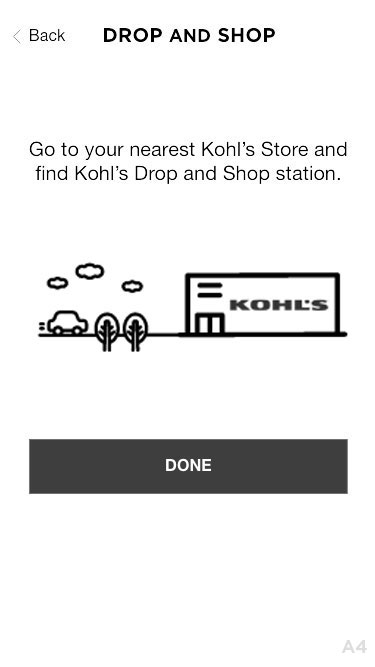 Back
DROP AND SHOP
Go to your nearest Kohl’s Store and
find Kohl’s Drop and Shop station.
KOHL'S
DONE
A4